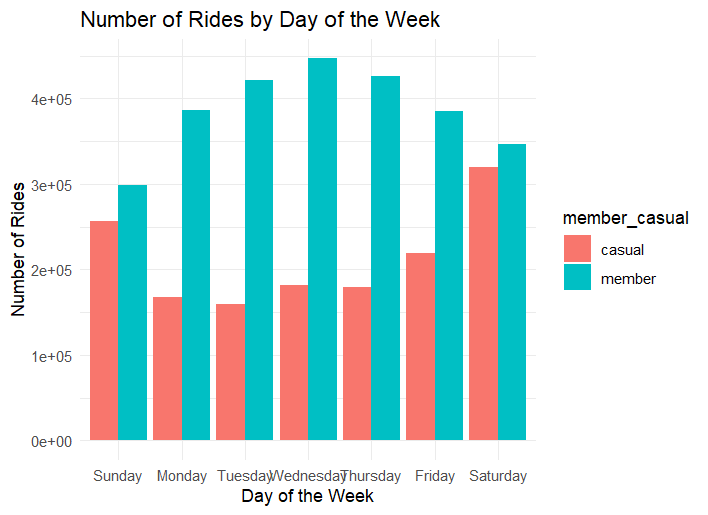 Number of Rides by Day of the Week
Number of Rides
4e+05
3e+05
2e+05
1e+05
0e+00
Sunday Monday Tuesday Wednesday Thursday Friday Saturday
Day of the Week
member_casual
casual
member